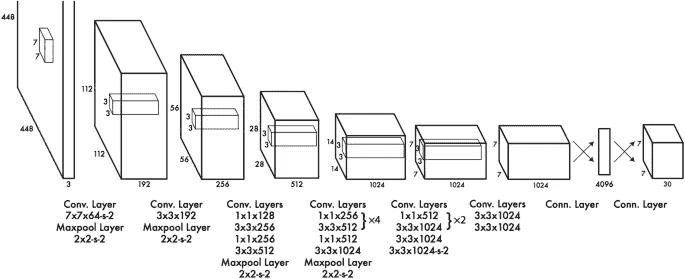 448
7
7
448
3
112
3
3
112
192
56
3
3
56
256
28
3
3
28
512
14
3
3
14
1024
7
3
3
7
1024
7
7
1024
4096
7
7
30
Conv. Layer
7x7x64-s-2
Maxpool Layer
2x2-s-2
Conv. Layer
3x3x192
Maxpool Layer
2x2-s-2
Conv. Layers
1x1x128
3x3x256
1x1x256
3x3x512
Maxpool Layer
2x2-s-2
Conv. Layers
1x1x256
3x3x512
} ×4
1x1x512
3x3x1024
Maxpool Layer
2x2-s-2
Conv. Layers
1x1x512
3x3x1024
} ×2
3x3x1024
3x3x1024-s-2
Conv. Layers
3x3x1024
3x3x1024
Conn. Layer
Conn. Layer